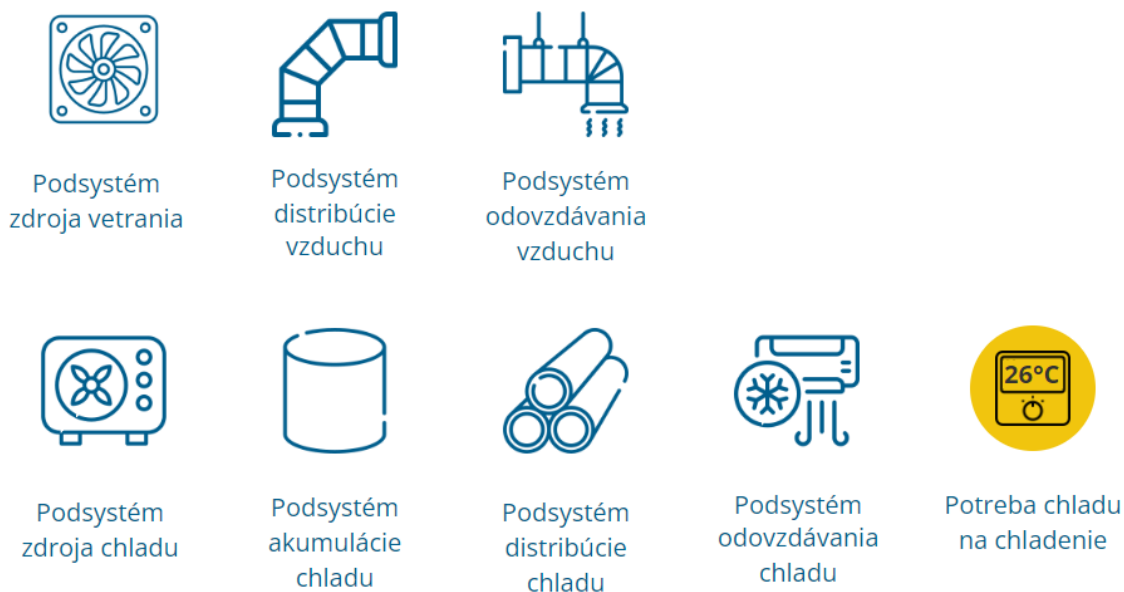 Podsystém
zdroja vetrania
Podsystém
distribúcie
vzduchu
Podsystém
odovzdávania
vzduchu
26°C
Podsystém
zdroja chladu
Podsystém
akumulácie
chladu
Podsystém
distribúcie
chladu
Podsystém
odovzdávania
chladu
Potreba chladu
na chladenie